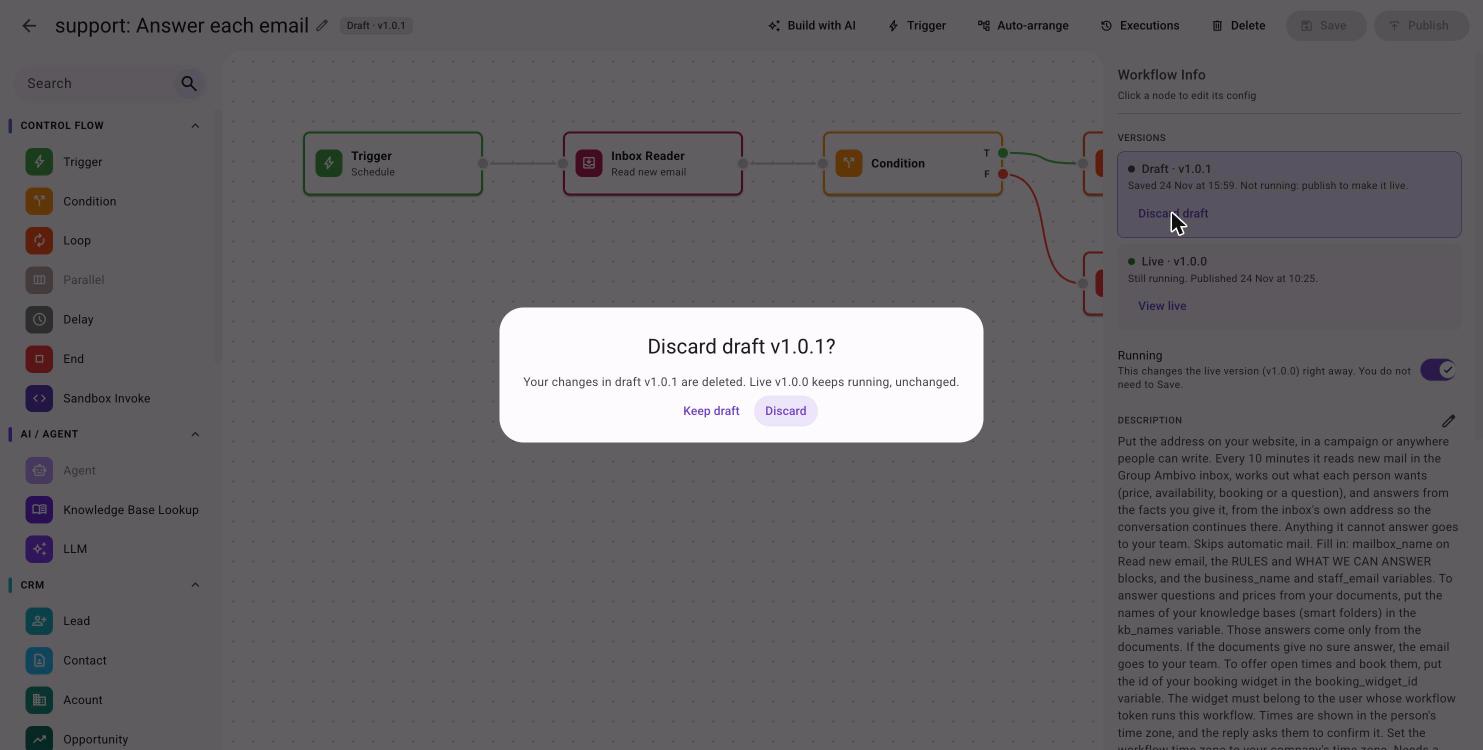 support: Answer each email
Draft · v1.0.1
Build with AI
Trigger
Auto-arrange
Executions
Delete
Save
Publish
Search
CONTROL FLOW
Trigger
Condition
Loop
Parallel
Delay
End
Sandbox Invoke
AI / AGENT
Agent
Knowledge Base Lookup
LLM
CRM
Lead
Contact
Acount
Opportunity
Trigger
Schedule
Inbox Reader
Read new email
Condition
T
F
Discard draft v1.0.1?
Your changes in draft v1.0.1 are deleted. Live v1.0.0 keeps running, unchanged.
Keep draft
Discard
Workflow Info
Click a node to edit its config
VERSIONS
Draft · v1.0.1
Saved 24 Nov at 15:59. Not running: publish to make it live.
Discard draft
Live · v1.0.0
Still running. Published 24 Nov at 10:25.
View live
Running
This changes the live version (v1.0.0) right away. You do not
need to Save.
DESCRIPTION
Put the address on your website, in a campaign or anywhere
people can write. Every 10 minutes it reads new mail in the
Group Ambivo inbox, works out what each person wants
(price, availability, booking or a question), and answers from
the facts you give it, from the inbox's own address so the
conversation continues there. Anything it cannot answer goes
to your team. Skips automatic mail. Fill in: mailbox_name on
Read new email, the RULES and WHAT WE CAN ANSWER
blocks, and the business_name and staff_email variables. To
answer questions and prices from your documents, put the
names of your knowledge bases (smart folders) in the
kb_names variable. Those answers come only from the
documents. If the documents give no sure answer, the email
goes to your team. To offer open times and book them, put
the id of your booking widget in the booking_widget_id
variable. The widget must belong to the user whose workflow
token runs this workflow. Times are shown in the person's
time zone, and the reply asks them to confirm it. Set the
workflow time zone to your company's time zone. Needs a